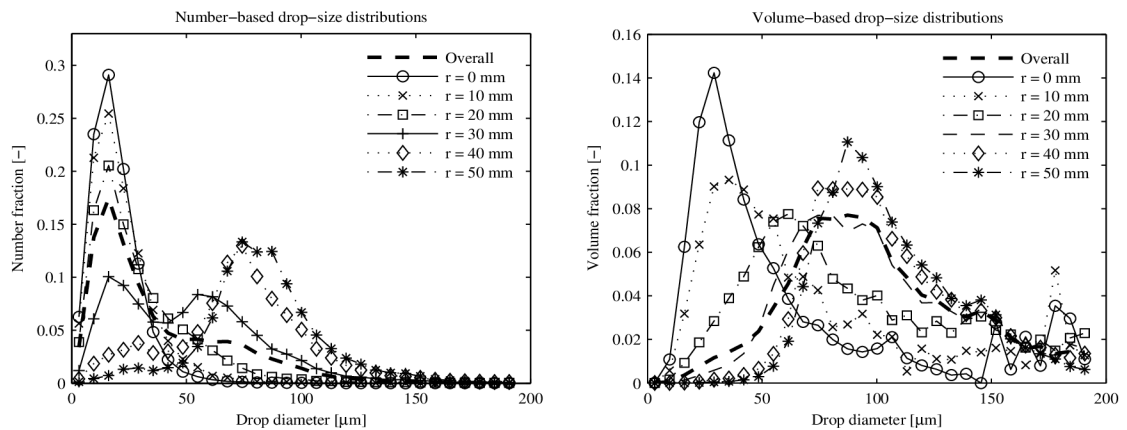 Number−based drop−size distributions
0.3
0.25
0.2
0.15
0.1
0.05
0
Number fraction [−]
Overall
r = 0 mm
r = 10 mm
r = 20 mm
r = 30 mm
r = 40 mm
r = 50 mm
0 50 100 150 200
Drop diameter [μm]
Volume−based drop−size distributions
0.16
0.14
0.12
0.1
0.08
0.06
0.04
0.02
0
Volume fraction [−]
Overall
r = 0 mm
r = 10 mm
r = 20 mm
r = 30 mm
r = 40 mm
r = 50 mm
0 50 100 150 200
Drop diameter [μm]